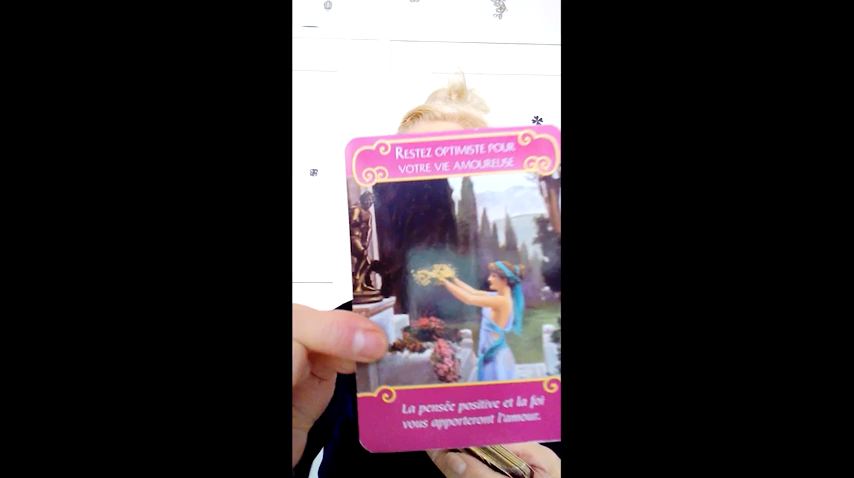 RESTEZ OPTIMISTE POUR
VOTRE VIE AMOUREUSE
La pensée positive et la foi
vous apporteront l'amour.